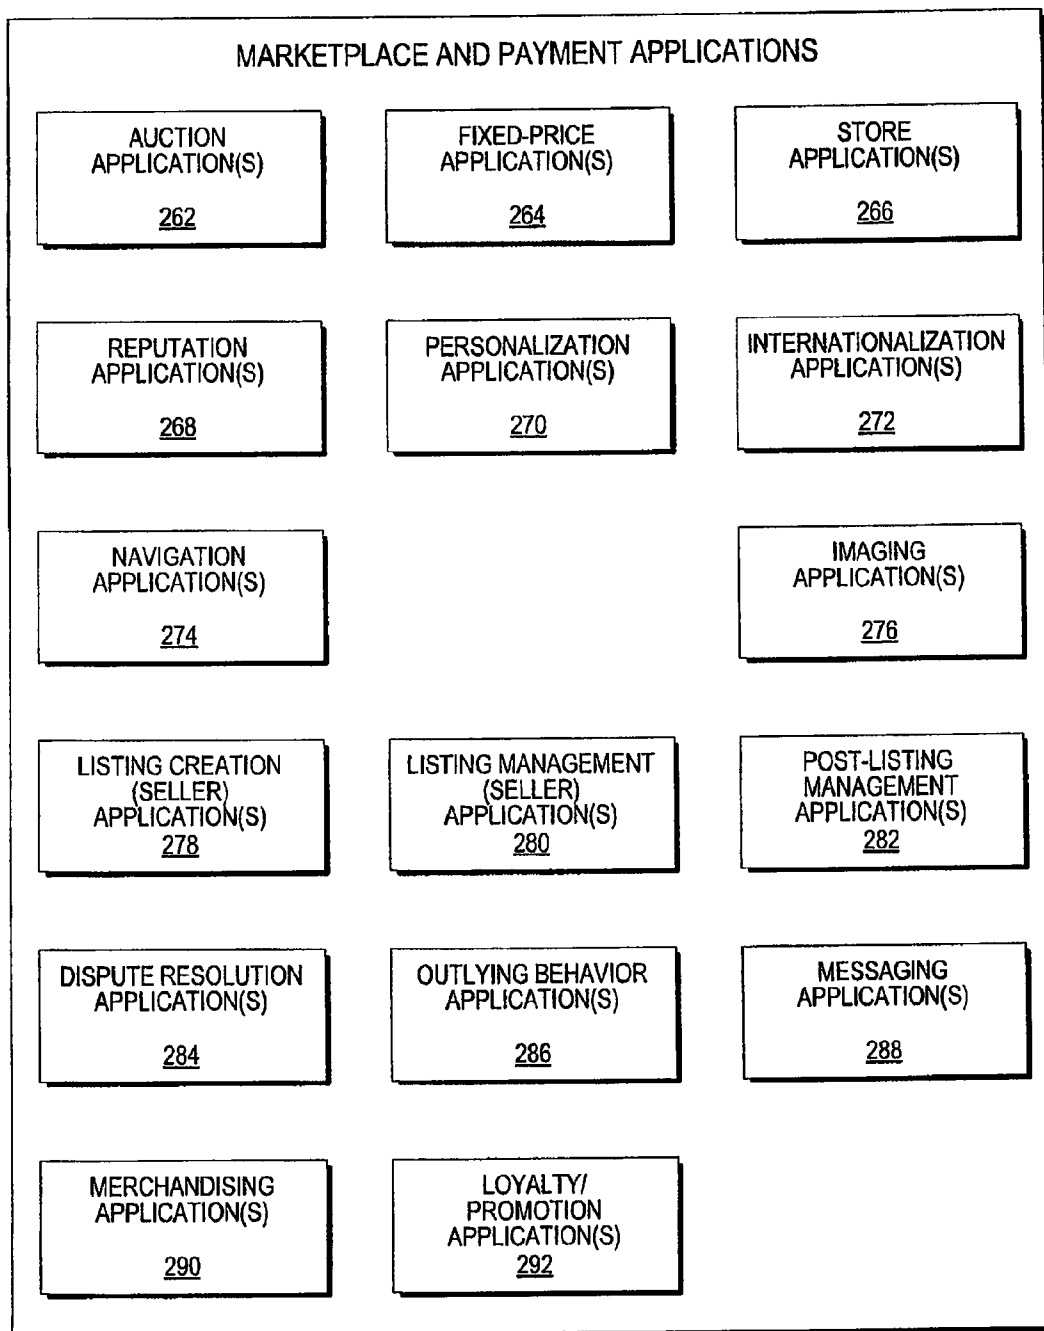 MARKETPLACE AND PAYMENT APPLICATIONS
AUCTION
APPLICATION(S)
262
FIXED-PRICE
APPLICATION(S)
264
STORE
APPLICATION(S)
266
REPUTATION
APPLICATION(S)
268
PERSONALIZATION
APPLICATION(S)
270
INTERNATIONALIZATION
APPLICATION(S)
272
NAVIGATION
APPLICATION(S)
274
IMAGING
APPLICATION(S)
276
LISTING CREATION
(SELLER)
APPLICATION(S)
278
LISTING MANAGEMENT
(SELLER)
APPLICATION(S)
280
POST-LISTING
MANAGEMENT
APPLICATION(S)
282
DISPUTE RESOLUTION
APPLICATION(S)
284
OUTLYING BEHAVIOR
APPLICATION(S)
286
MESSAGING
APPLICATION(S)
288
MERCHANDISING
APPLICATION(S)
290
LOYALTY/
PROMOTION
APPLICATION(S)
292